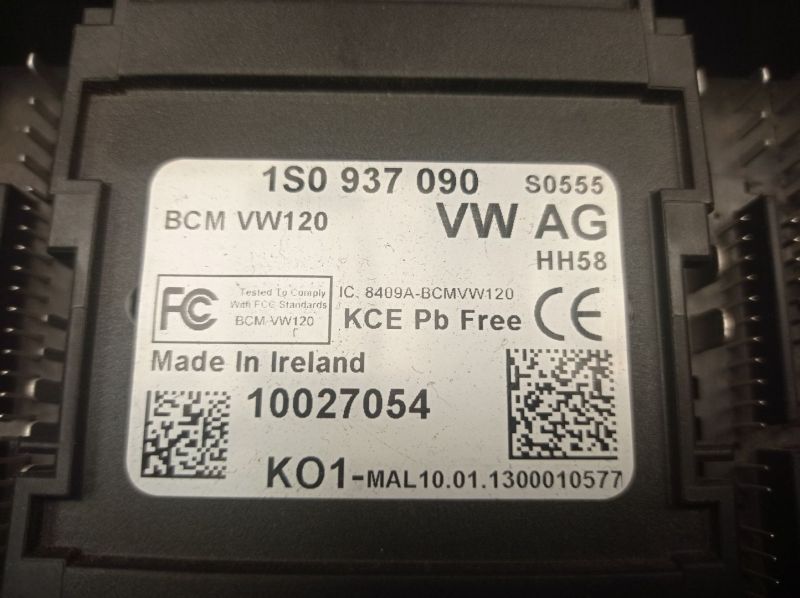 1S0 937 090 S0555
BCM VW120 VW AG
HH58
FC Tested To Comply
With FCC Standards
BCM-VW120
IC. 8409A-BCMVW120
KCE Pb Free CE
Made In Ireland
10027054
KO1-MAL10.01.1300010577